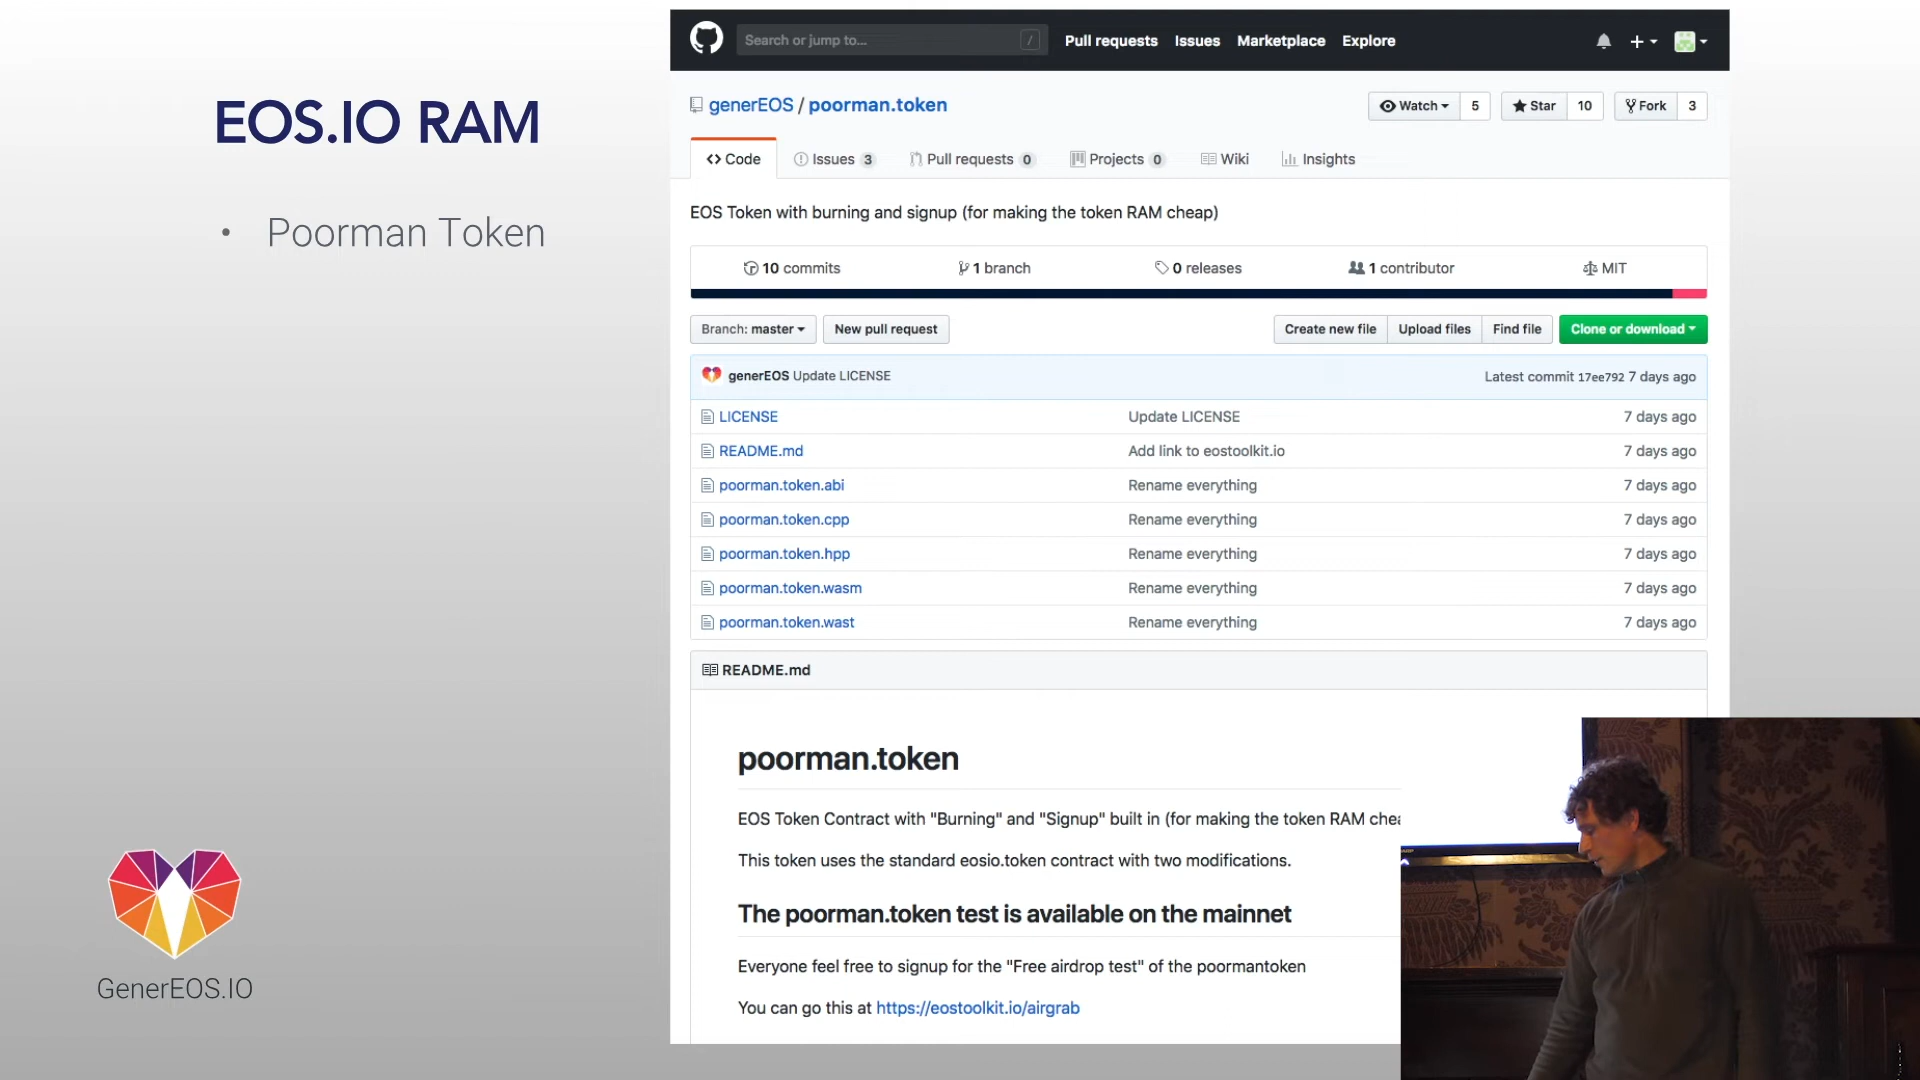 EOS.IO RAM
• Poorman Token
GenerEOS.IO
Search or jump to... /
Pull requests Issues Marketplace Explore
generEOS / poorman.token
Watch 5 Star 10 Fork 3
Code Issues 3 Pull requests 0 Projects 0 Wiki Insights
EOS Token with burning and signup (for making the token RAM cheap)
10 commits 1 branch 0 releases 1 contributor MIT
Branch: master New pull request Create new file Upload files Find file Clone or download
generEOS Update LICENSE Latest commit 17ee792 7 days ago
LICENSE Update LICENSE 7 days ago
README.md Add link to eostoolkit.io 7 days ago
poorman.token.abi Rename everything 7 days ago
poorman.token.cpp Rename everything 7 days ago
poorman.token.hpp Rename everything 7 days ago
poorman.token.wasm Rename everything 7 days ago
poorman.token.wast Rename everything 7 days ago
README.md
poorman.token
EOS Token Contract with "Burning" and "Signup" built in (for making the token RAM chea
This token uses the standard eosio.token contract with two modifications.
The poorman.token test is available on the mainnet
Everyone feel free to signup for the "Free airdrop test" of the poormantoken
You can go this at https://eostoolkit.io/airgrab